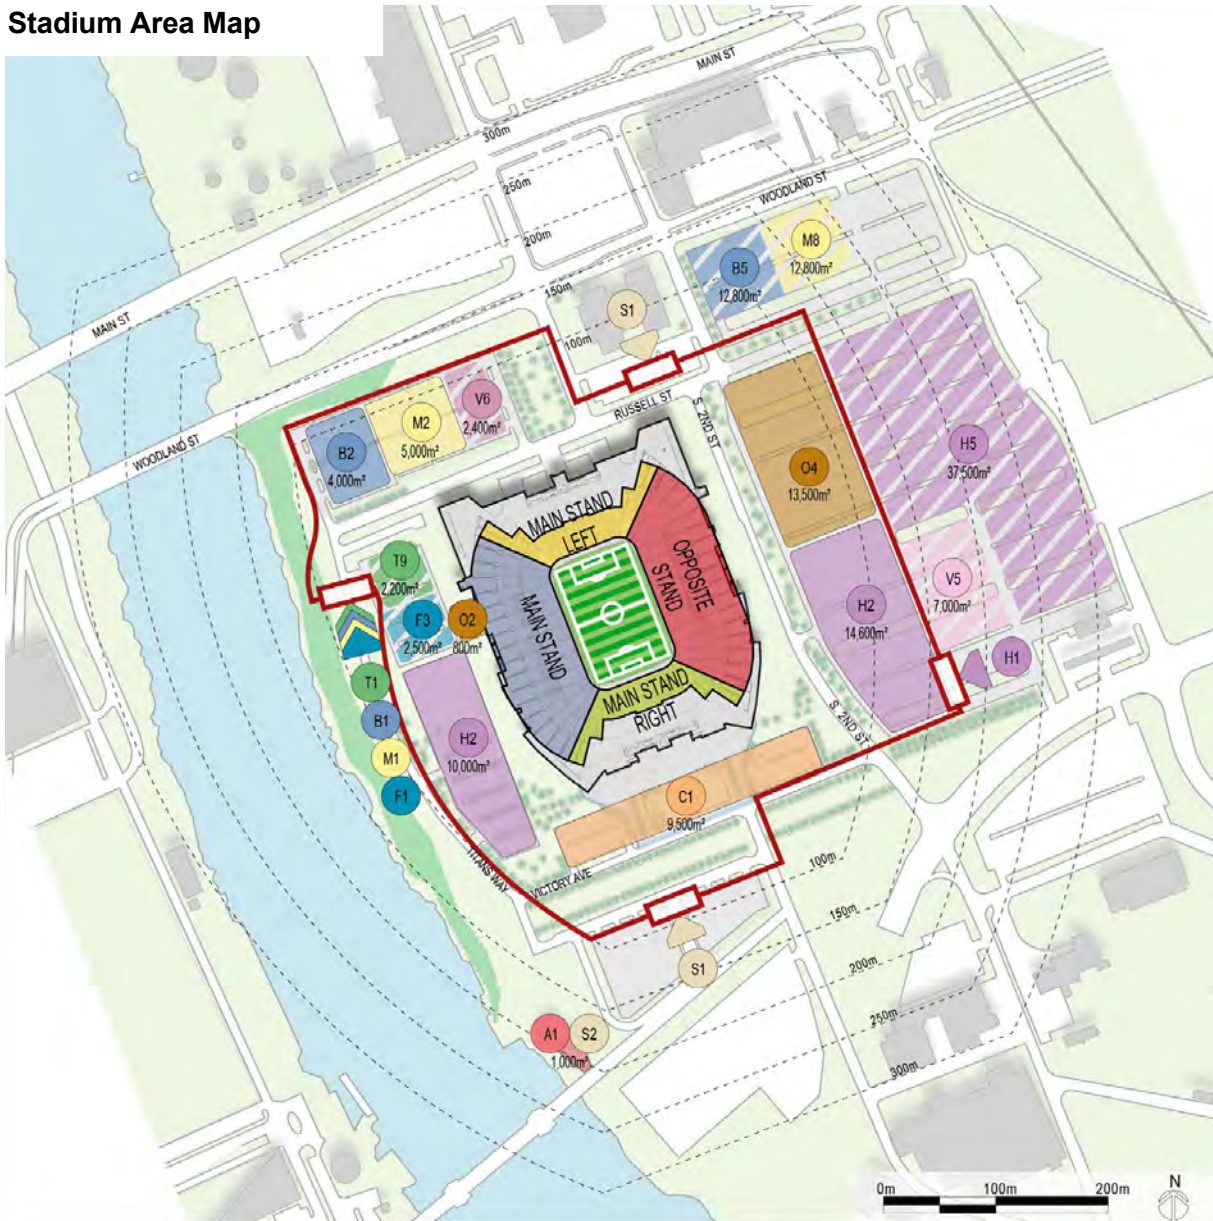 Stadium Area Map
MAIN ST
300m
250m
200m
150m
100m
WOODLAND ST
M8
12,800m²
B5
12,800m²
S1
MAIN ST
RUSSELL ST
V6
2,400m²
M2
5,000m²
B2
4,000m²
WOODLAND ST
S. 2ND ST
H5
37,500m²
O4
13,500m²
MAIN STAND
LEFT
OPPOSITE
STAND
MAIN STAND
MAIN STAND
RIGHT
T9
2,200m²
F3
2,500m²
O2
800m²
V5
7,000m²
H2
14,600m²
H1
T1
B1
M1
F1
H2
10,000m²
S. 2ND ST
C1
9,500m²
TITANS WAY
VICTORY AVE
100m
150m
200m
250m
300m
S1
A1
S2
1,000m²
0m
100m
200m
N